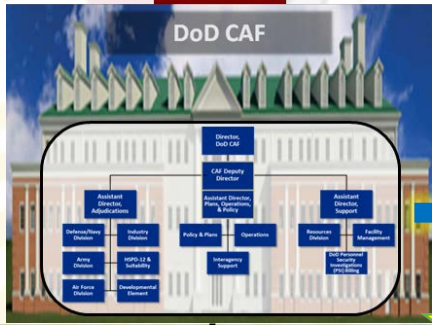 DoD CAF
Director,
DoD CAF
CAF Deputy
Director
Assistant
Director,
Adjudications
Assistant Director,
Plans, Operations,
& Policy
Assistant
Director,
Support
Defense/Navy
Division
Industry
Division
Policy & Plans
Operations
Resources
Division
Facility
Management
Army
Division
HSPD-12 &
Suitability
Interagency
Support
DoD Personnel
Security
Investigations
(PSI) Billing
Air Force
Division
Developmental
Element